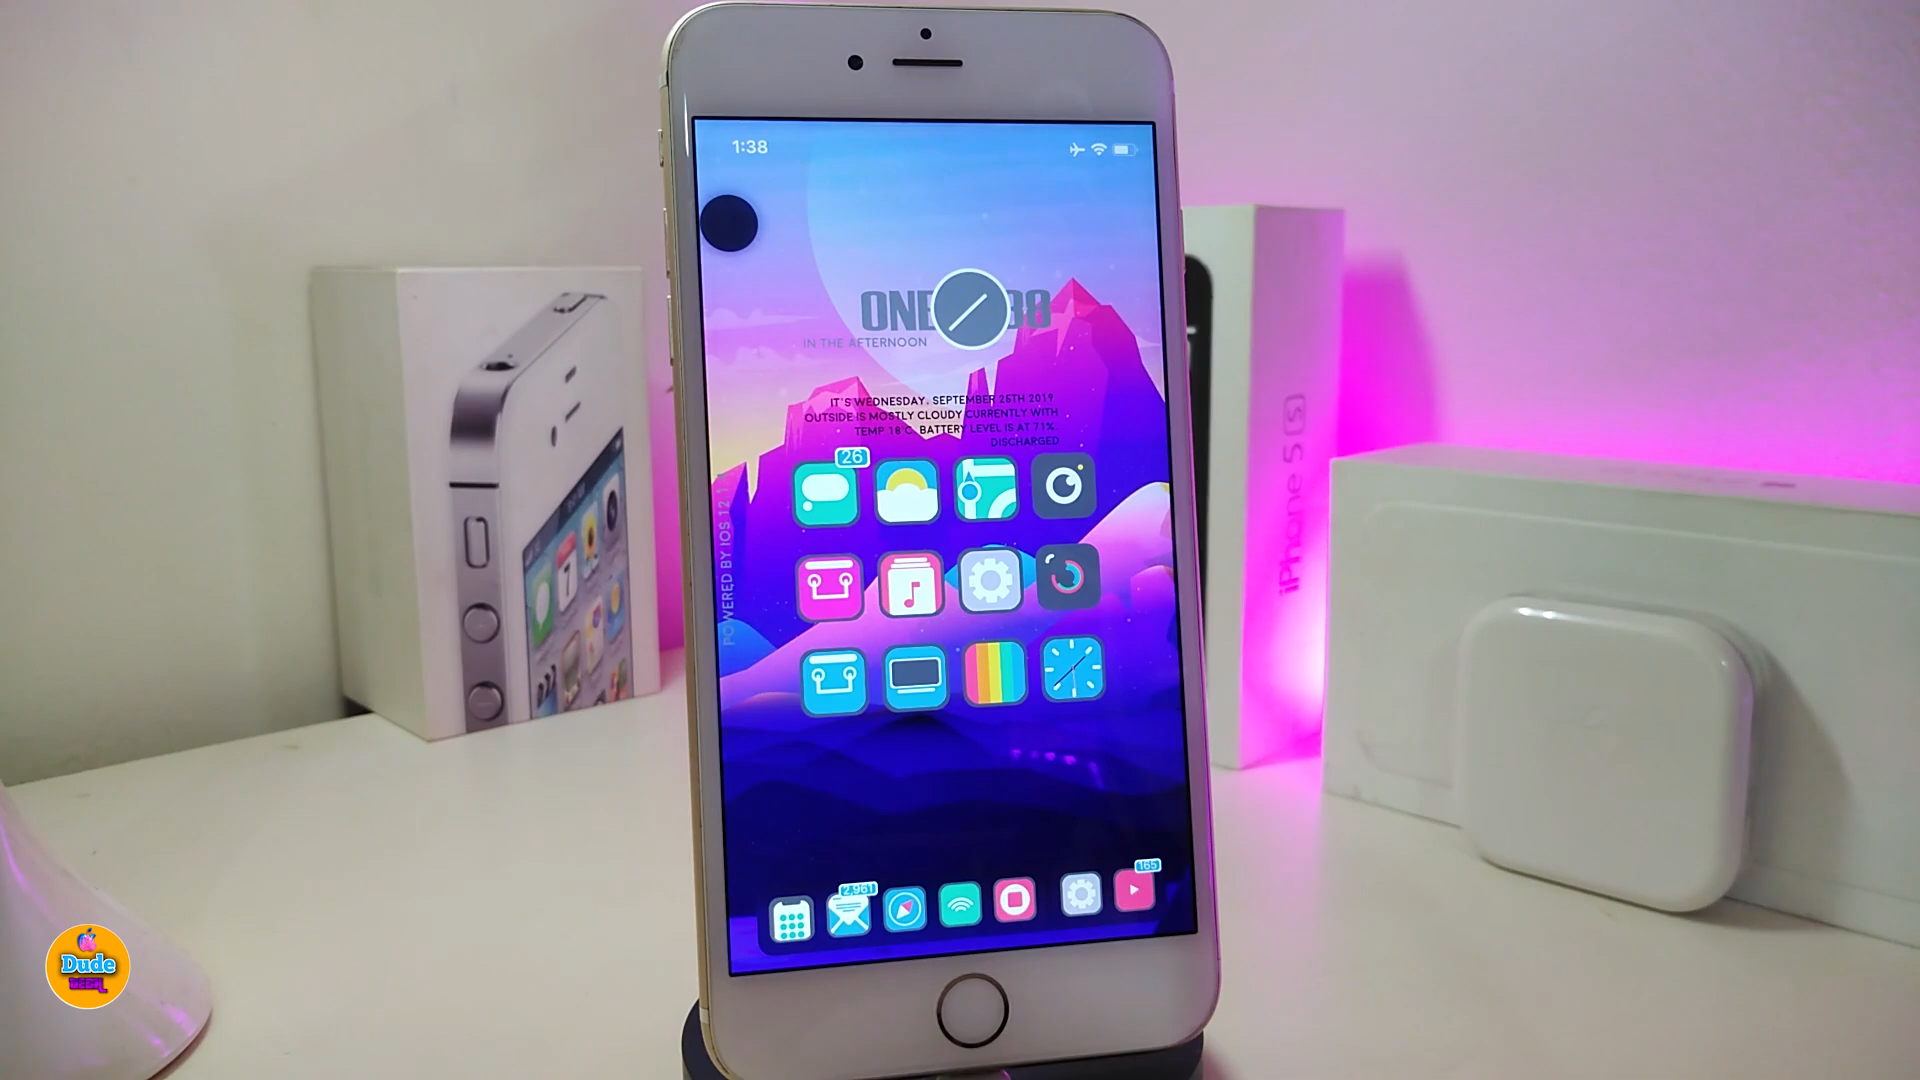 1:38
ONE
38
IN THE AFTERNOON
IT'S WEDNESDAY. SEPTEMBER 25TH 2019
OUTSIDE IS MOSTLY CLOUDY CURRENTLY WITH
TEMP 18°C. BATTERY LEVEL IS AT 71%.
DISCHARGED
26
POWERED BY IOS 12.1
2,961
165
iPhone 5s
7
Dude
TECH